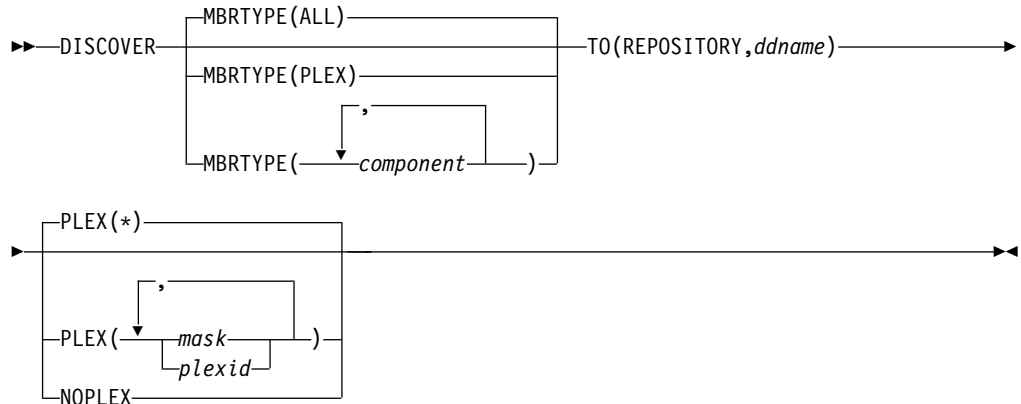 MBRTYPE(ALL)
DISCOVER TO(REPOSITORY,ddname)
MBRTYPE(PLEX)
,
MBRTYPE( component )
PLEX(*)
,
PLEX( mask )
plexid
NOPLEX